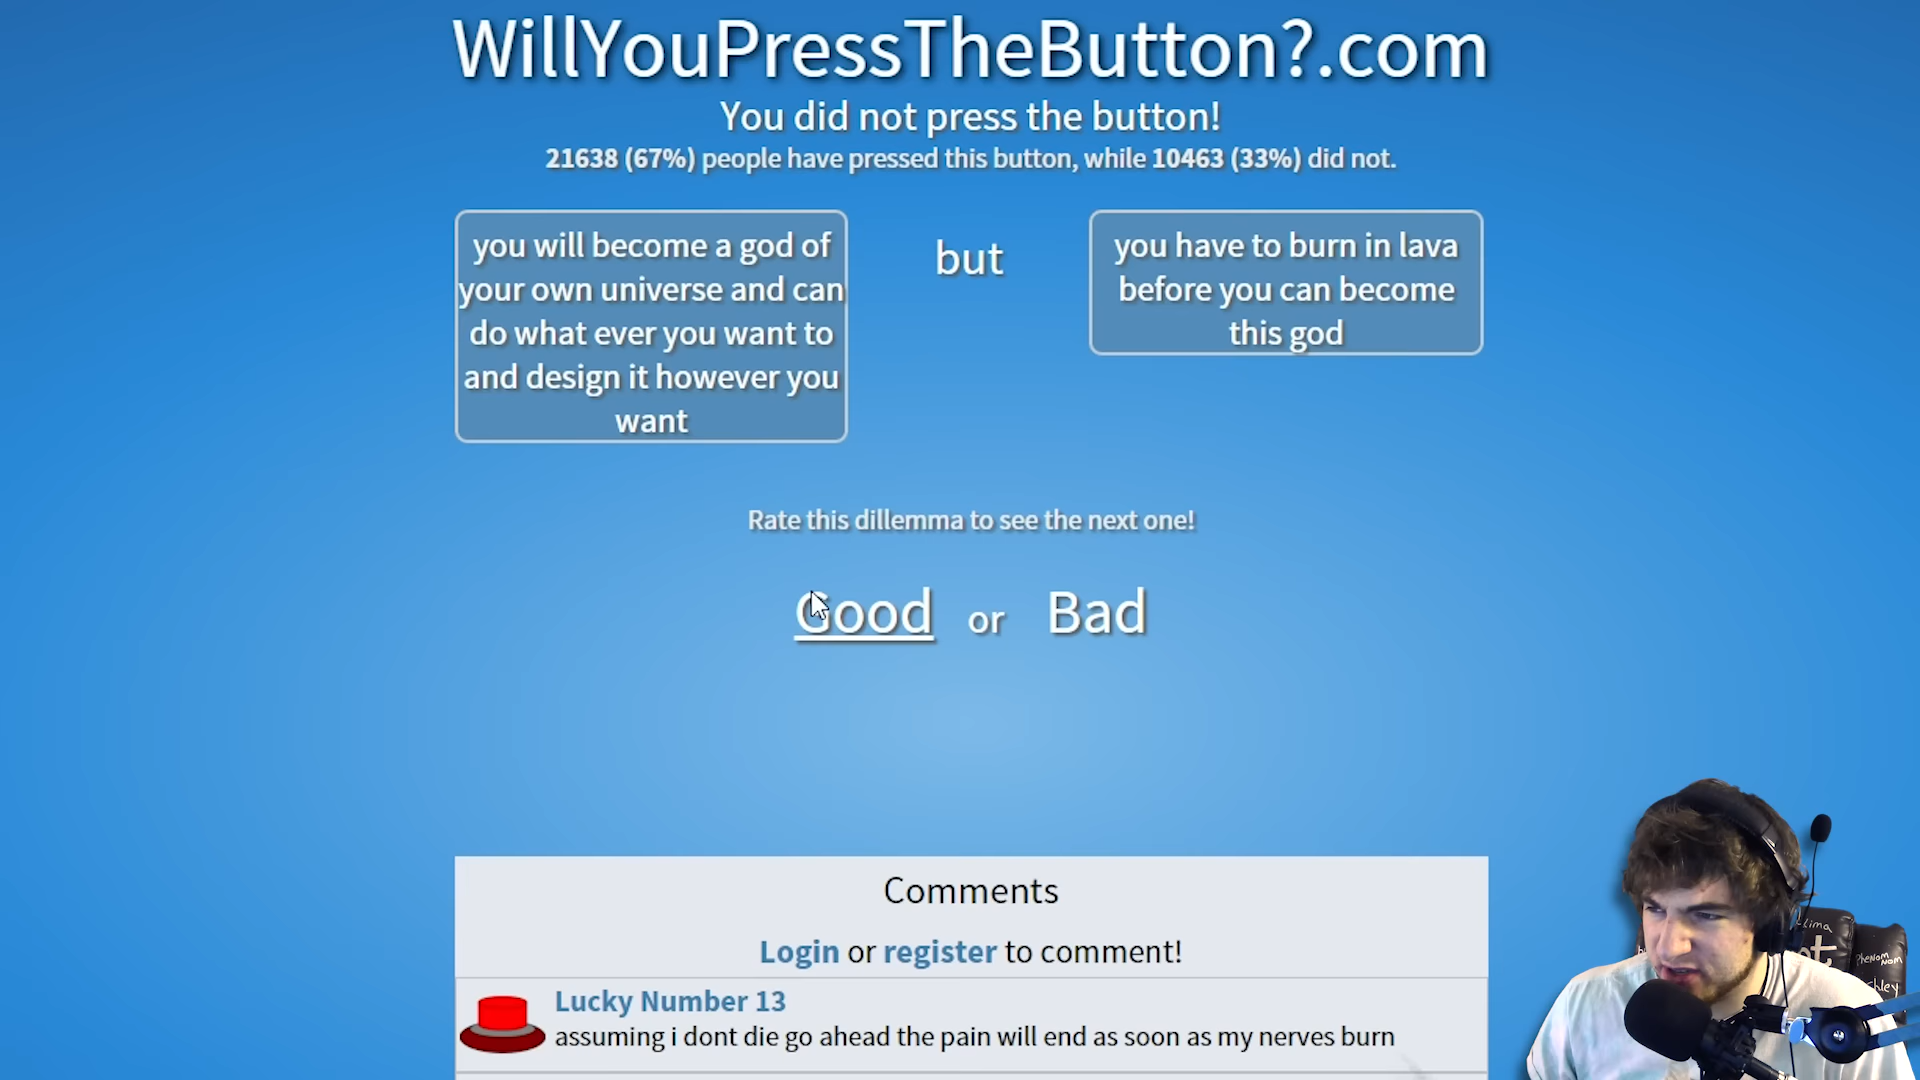 WillYouPressTheButton?.com
You did not press the button!
21638 (67%) people have pressed this button, while 10463 (33%) did not.
you will become a god of
your own universe and can
do what ever you want to
and design it however you
want
but
you have to burn in lava
before you can become
this god
Rate this dillemma to see the next one!
Good or Bad
Comments
Login or register to comment!
Lucky Number 13
assuming i dont die go ahead the pain will end as soon as my nerves burn
Phenom